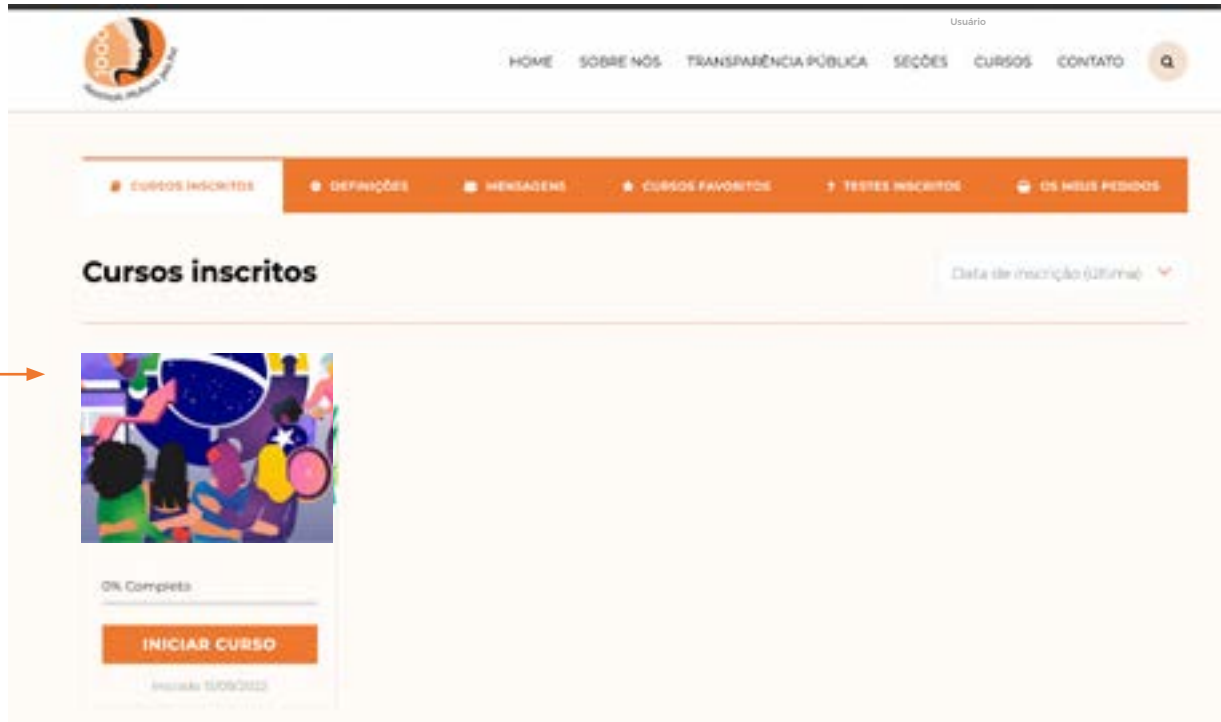 Usuário
1000
HOME SOBRE NÓS TRANSPARÊNCIA PÚBLICA SEÇÕES CURSOS CONTATO
CURSOS INSCRITOS DEFINIÇÕES MENSAGENS CURSOS FAVORITOS TESTES INSCRITOS OS MEUS PEDIDOS
Cursos inscritos
Data de inscrição (última)
0% Completo
INICIAR CURSO